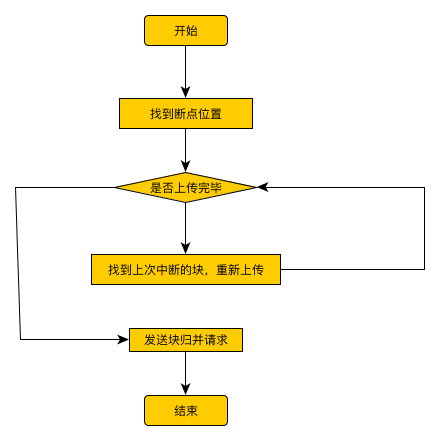 开始
找到断点位置
是否上传完毕
找到上次中断的块，重新上传
发送块归并请求
结束